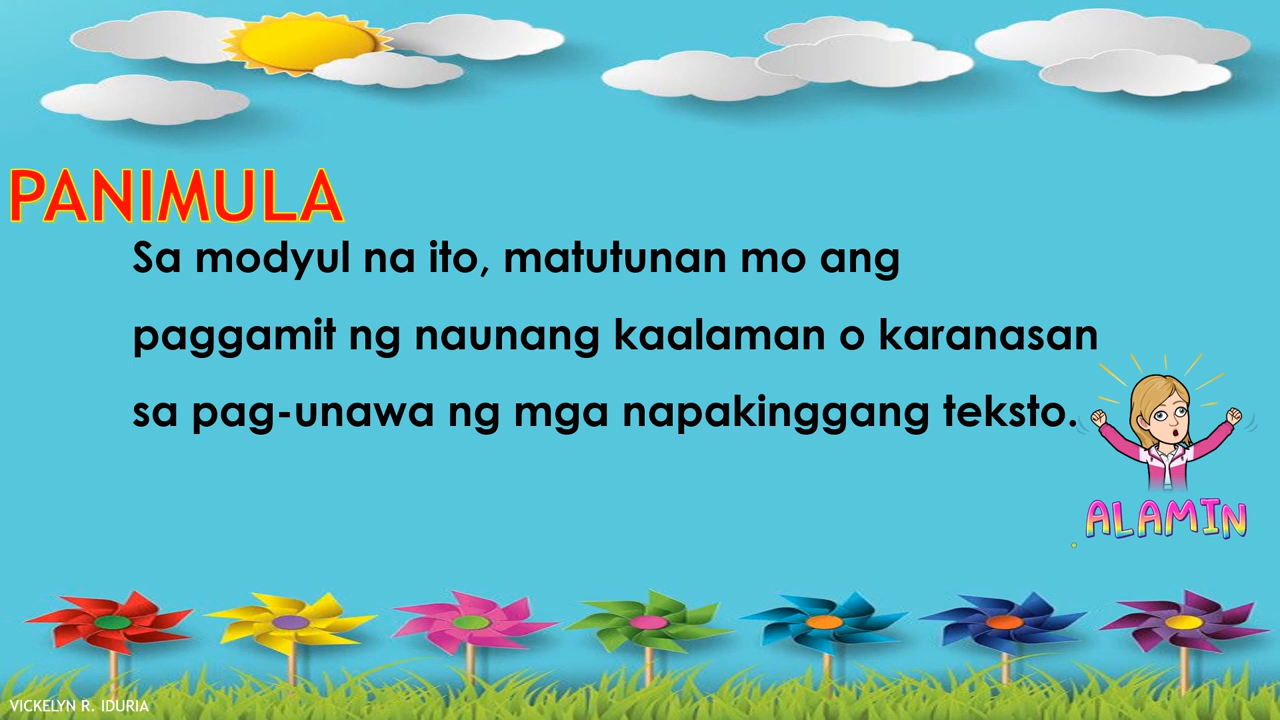 PANIMULA
Sa modyul na ito, matutunan mo ang
paggamit ng naunang kaalaman o karanasan
sa pag-unawa ng mga napakinggang teksto.
ALAMIN
VICKELYN R. IDURIA